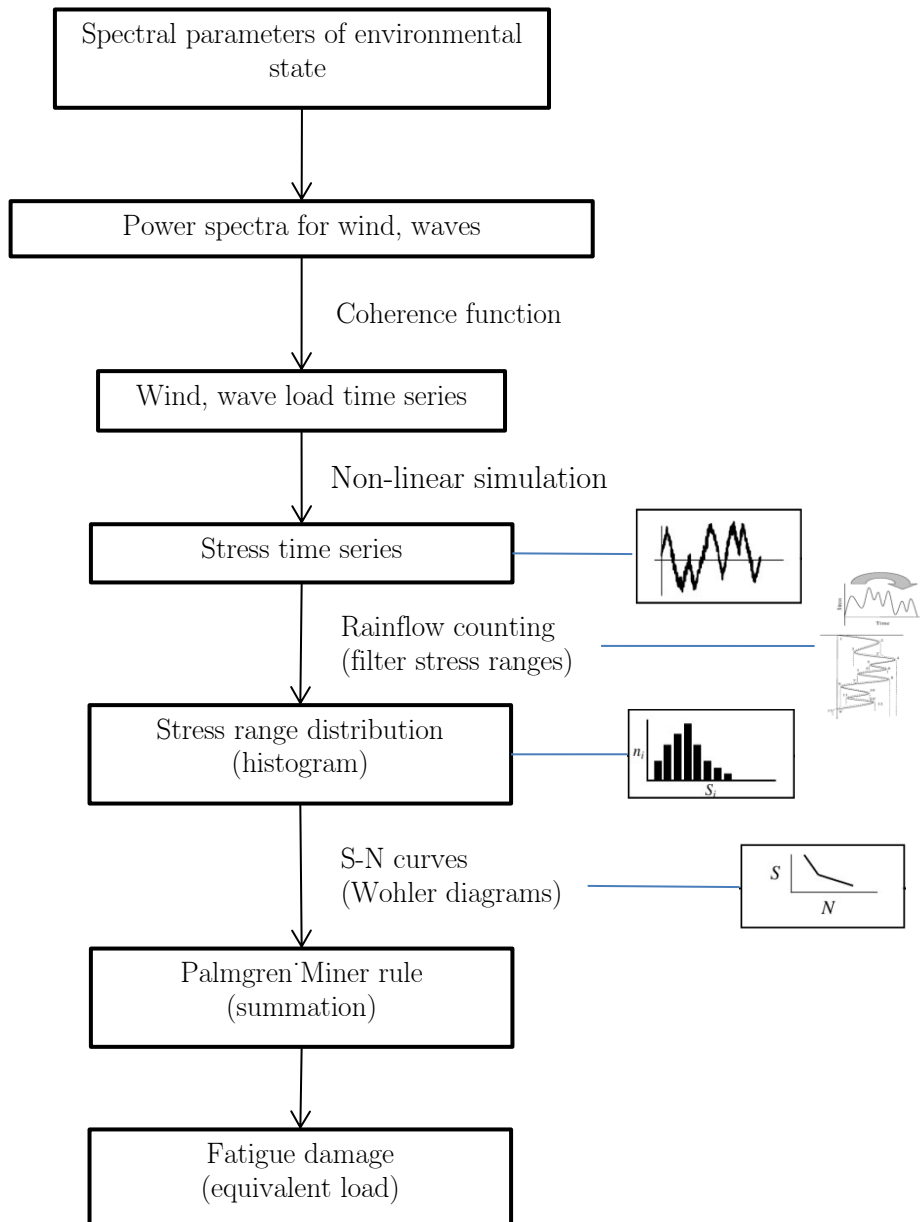 Spectral parameters of environmental
state
Power spectra for wind, waves
Coherence function
Wind, wave load time series
Non-linear simulation
Stress time series
Time
Rainflow counting
(filter stress ranges)
Stress range distribution
(histogram)
n_i
S_i
S-N curves
(Wohler diagrams)
S
N
Palmgren˙Miner rule
(summation)
Fatigue damage
(equivalent load)